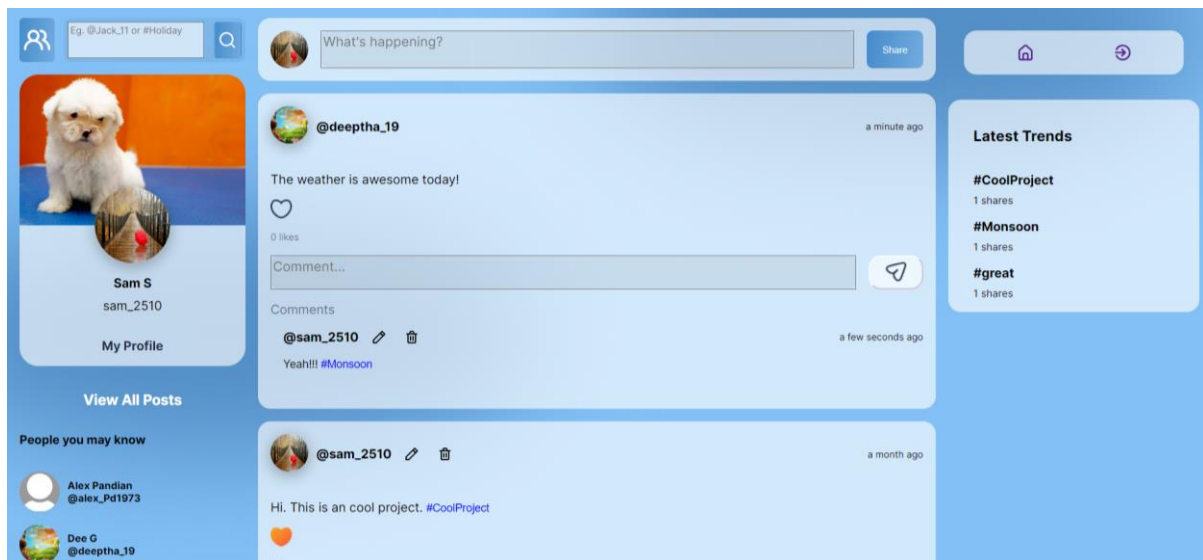 Eg. @Jack_11 or #Holiday
Sam S
sam_2510
My Profile
View All Posts
People you may know
Alex Pandian
@alex_Pd1973
Dee G
@deeptha_19
What's happening?
Share
@deeptha_19
a minute ago
The weather is awesome today!
0 likes
Comment...
Comments
@sam_2510
a few seconds ago
Yeah!!! #Monsoon
@sam_2510
a month ago
Hi. This is an cool project. #CoolProject
Latest Trends
#CoolProject
1 shares
#Monsoon
1 shares
#great
1 shares